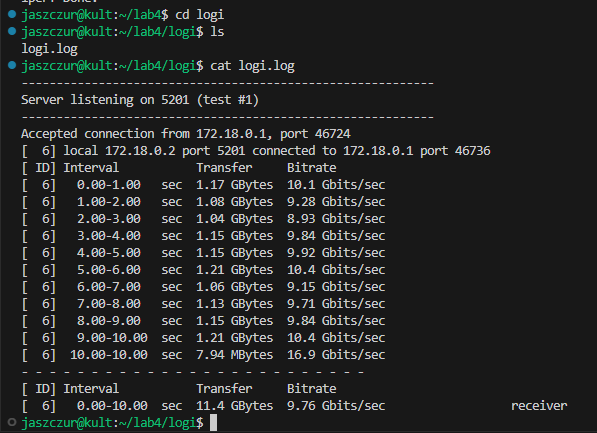 iperf Done.
jaszczur@kult:~/lab4$ cd logi
jaszczur@kult:~/lab4/logi$ ls
logi.log
jaszczur@kult:~/lab4/logi$ cat logi.log
-----------------------------------------------------------
Server listening on 5201 (test #1)
-----------------------------------------------------------
Accepted connection from 172.18.0.1, port 46724
[  6] local 172.18.0.2 port 5201 connected to 172.18.0.1 port 46736
[ ID] Interval           Transfer     Bitrate
[  6]   0.00-1.00   sec  1.17 GBytes  10.1 Gbits/sec
[  6]   1.00-2.00   sec  1.08 GBytes  9.28 Gbits/sec
[  6]   2.00-3.00   sec  1.04 GBytes  8.93 Gbits/sec
[  6]   3.00-4.00   sec  1.15 GBytes  9.84 Gbits/sec
[  6]   4.00-5.00   sec  1.15 GBytes  9.92 Gbits/sec
[  6]   5.00-6.00   sec  1.21 GBytes  10.4 Gbits/sec
[  6]   6.00-7.00   sec  1.06 GBytes  9.15 Gbits/sec
[  6]   7.00-8.00   sec  1.13 GBytes  9.71 Gbits/sec
[  6]   8.00-9.00   sec  1.15 GBytes  9.84 Gbits/sec
[  6]   9.00-10.00  sec  1.21 GBytes  10.4 Gbits/sec
[  6]  10.00-10.00  sec  7.94 MBytes  16.9 Gbits/sec
- - - - - - - - - - - - - - - - - - - - - - - - -
[ ID] Interval           Transfer     Bitrate
[  6]   0.00-10.00  sec  11.4 GBytes  9.76 Gbits/sec                  receiver
jaszczur@kult:~/lab4/logi$